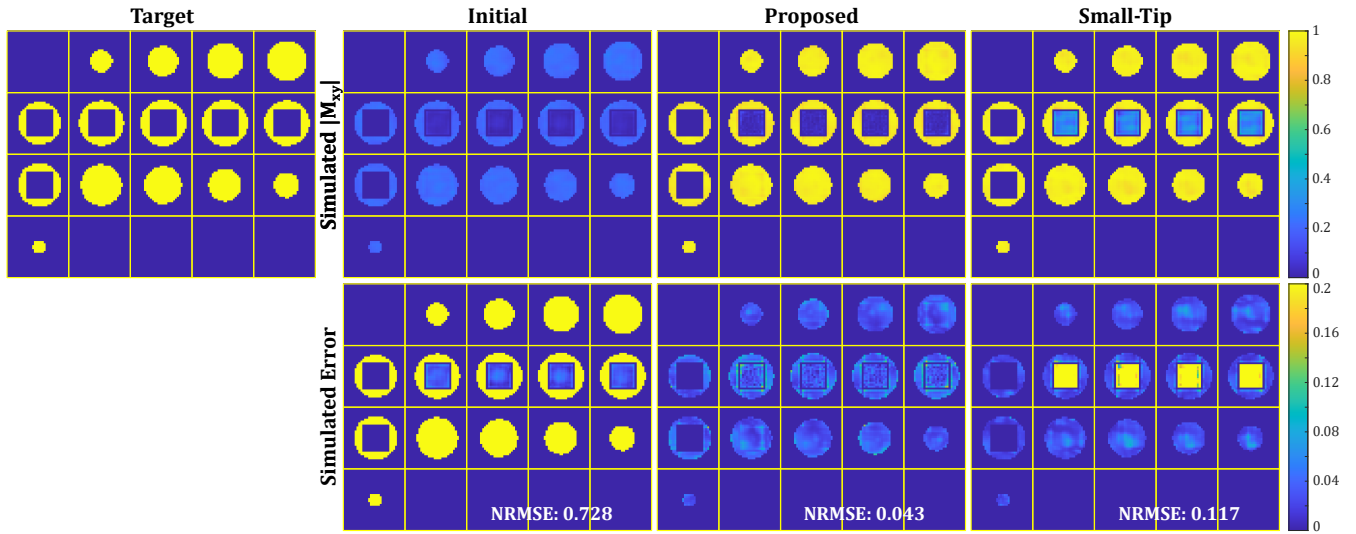 Target
Initial
Proposed
Small-Tip
Simulated |Mxy|
1
0.8
0.6
0.4
0.2
0
Simulated Error
0.2
0.16
0.12
0.08
0.04
0
NRMSE: 0.728
NRMSE: 0.043
NRMSE: 0.117